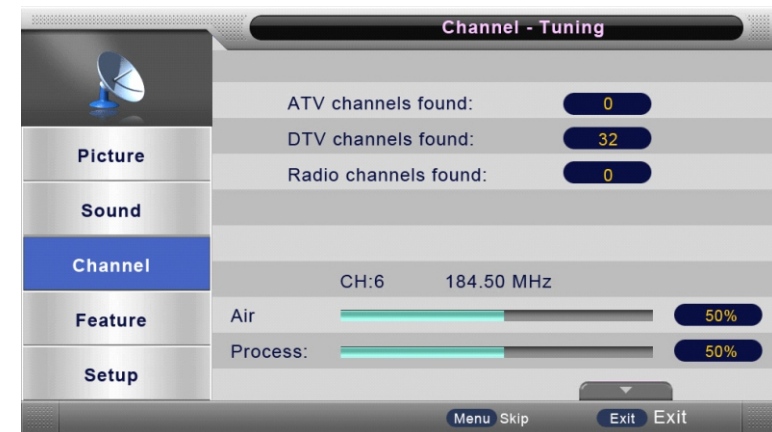 Channel - Tuning
ATV channels found: 0
DTV channels found: 32
Radio channels found: 0
Picture
Sound
Channel
Feature
Setup
CH:6 184.50 MHz
Air 50%
Process: 50%
Menu Skip Exit Exit